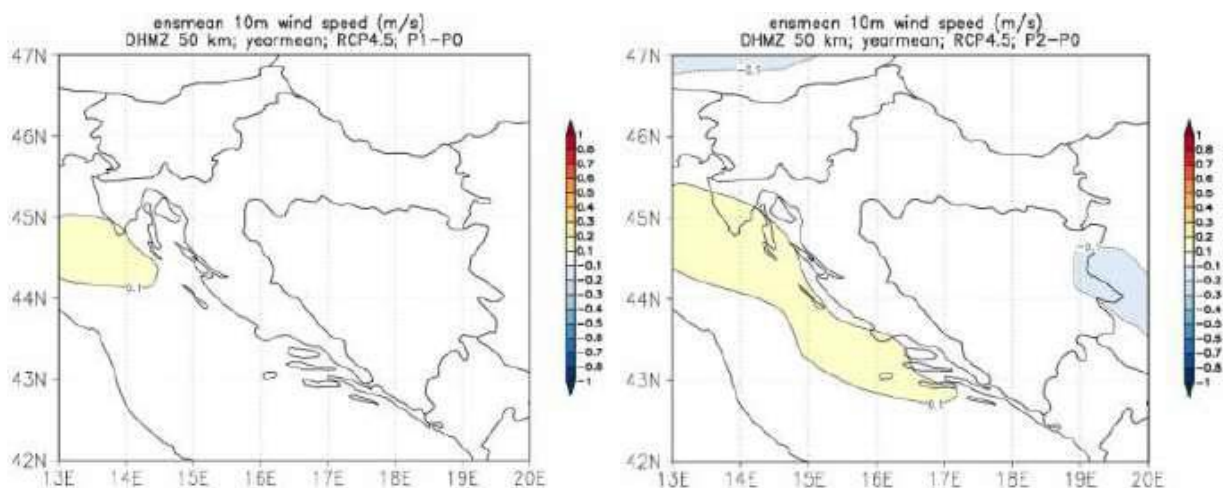 ensmean 10m wind speed (m/s)
DHMZ 50 km; yearmean; RCP4.5; P1-P0
47N
46N
45N
44N
43N
42N
13E 14E 15E 16E 17E 18E 19E 20E
0.1
1
0.8
0.7
0.6
0.5
0.4
0.3
0.2
0.1
-0.1
-0.2
-0.3
-0.4
-0.5
-0.6
-0.7
-0.8
-1
ensmean 10m wind speed (m/s)
DHMZ 50 km; yearmean; RCP4.5; P2-P0
47N
46N
45N
44N
43N
42N
13E 14E 15E 16E 17E 18E 19E 20E
-0.1
0.1
1
0.8
0.7
0.6
0.5
0.4
0.3
0.2
0.1
-0.1
-0.2
-0.3
-0.4
-0.5
-0.6
-0.7
-0.8
-1